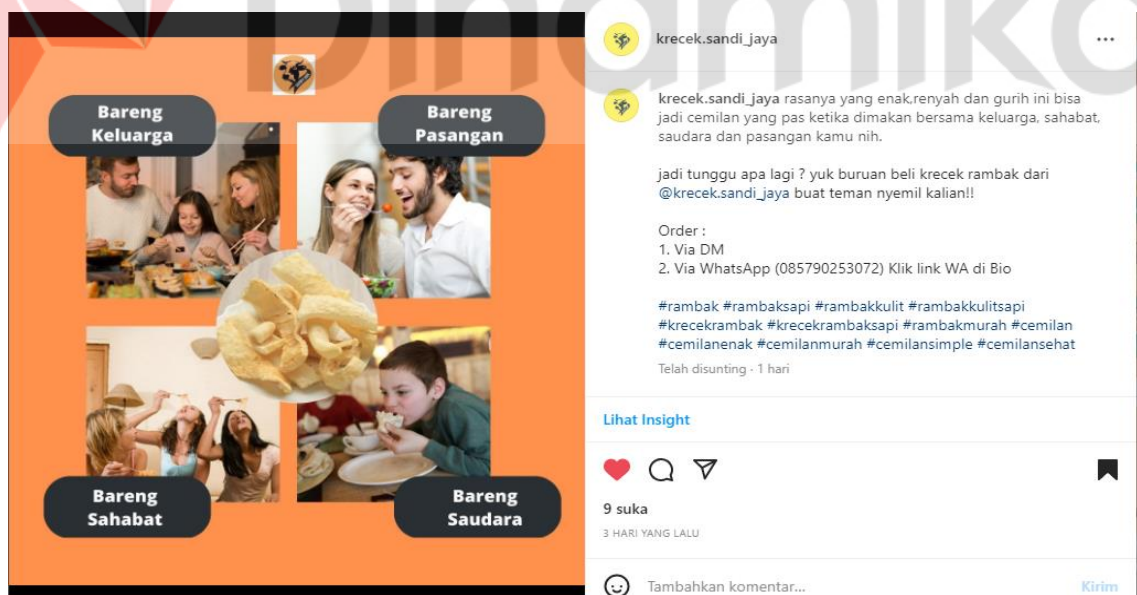 Dinamika
Bareng
Keluarga
Bareng
Pasangan
Bareng
Sahabat
Bareng
Saudara
krecek.sandi_jaya
krecek.sandi_jaya rasanya yang enak,renyah dan gurih ini bisa
jadi cemilan yang pas ketika dimakan bersama keluarga, sahabat,
saudara dan pasangan kamu nih.
jadi tunggu apa lagi ? yuk buruan beli krecek rambak dari
@krecek.sandi_jaya buat teman nyemil kalian!!
Order :
1. Via DM
2. Via WhatsApp (085790253072) Klik link WA di Bio
#rambak #rambaksapi #rambakkulit #rambakkulitsapi
#krecekrambak #krecekrambaksapi #rambakmurah #cemilan
#cemilanenak #cemilanmurah #cemilansimple #cemilansehat
Telah disunting · 1 hari
Lihat Insight
9 suka
3 HARI YANG LALU
Tambahkan komentar...
Kirim